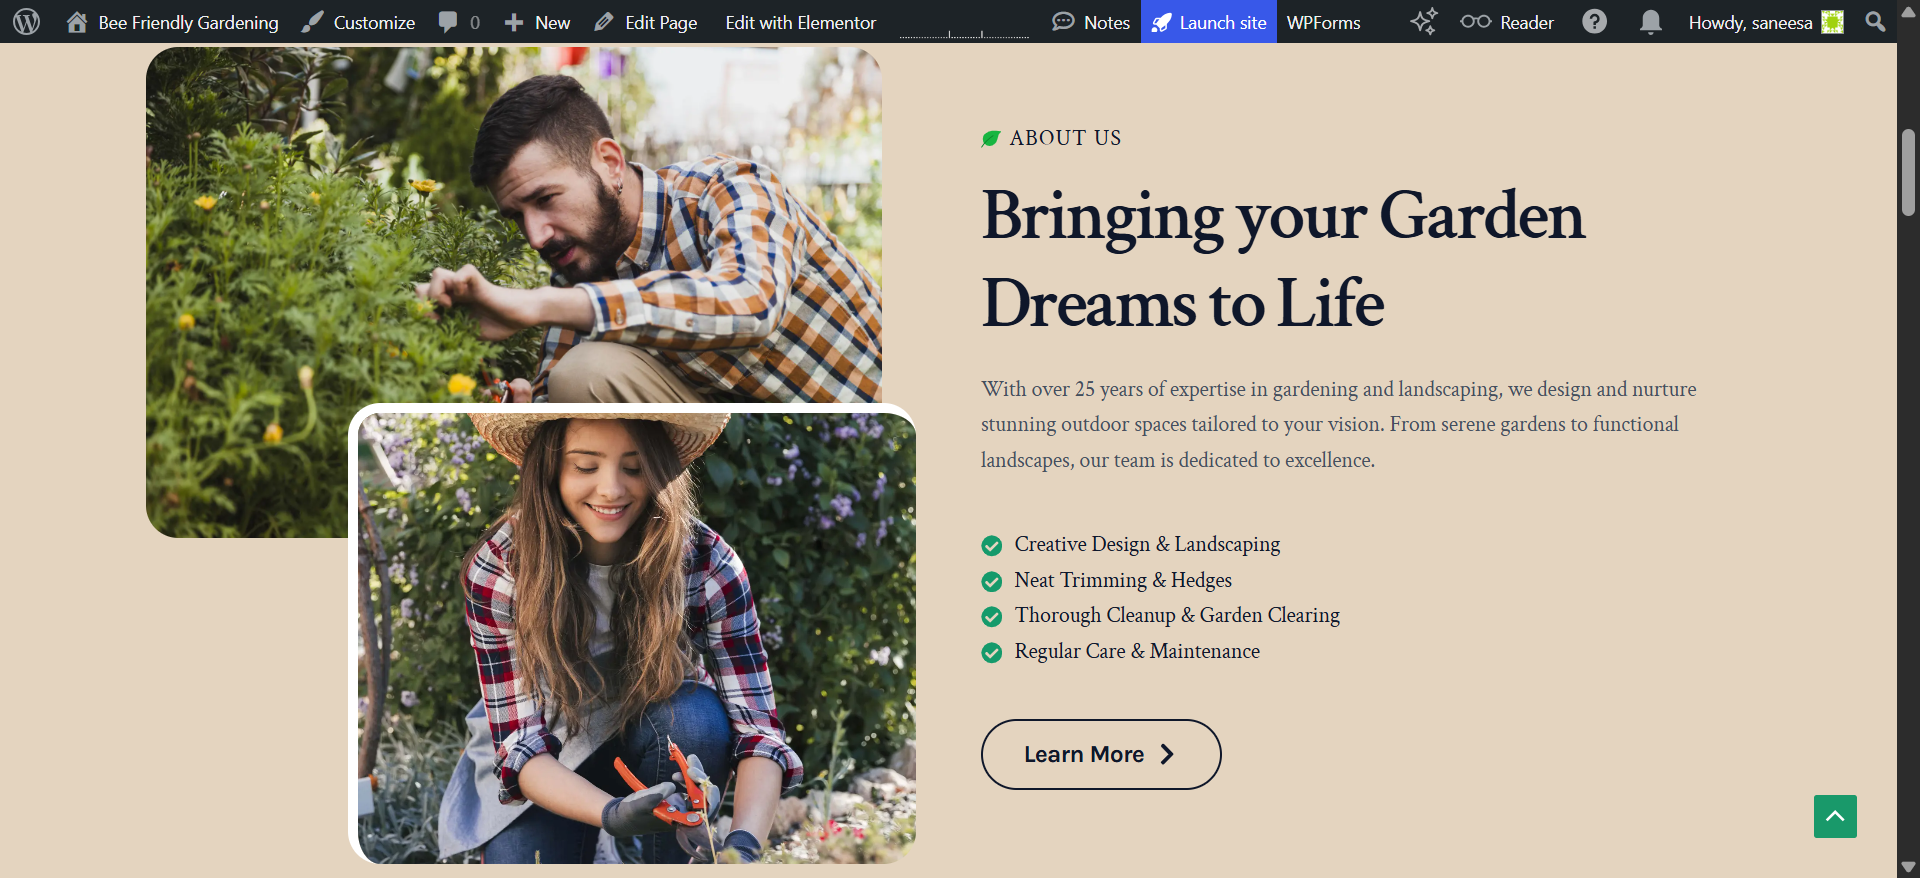 Bee Friendly Gardening Customize 0 New Edit Page Edit with Elementor Notes Launch site WPForms Reader Howdy, saneesa
ABOUT US
Bringing your Garden
Dreams to Life
With over 25 years of expertise in gardening and landscaping, we design and nurture
stunning outdoor spaces tailored to your vision. From serene gardens to functional
landscapes, our team is dedicated to excellence.
Creative Design & Landscaping
Neat Trimming & Hedges
Thorough Cleanup & Garden Clearing
Regular Care & Maintenance
Learn More